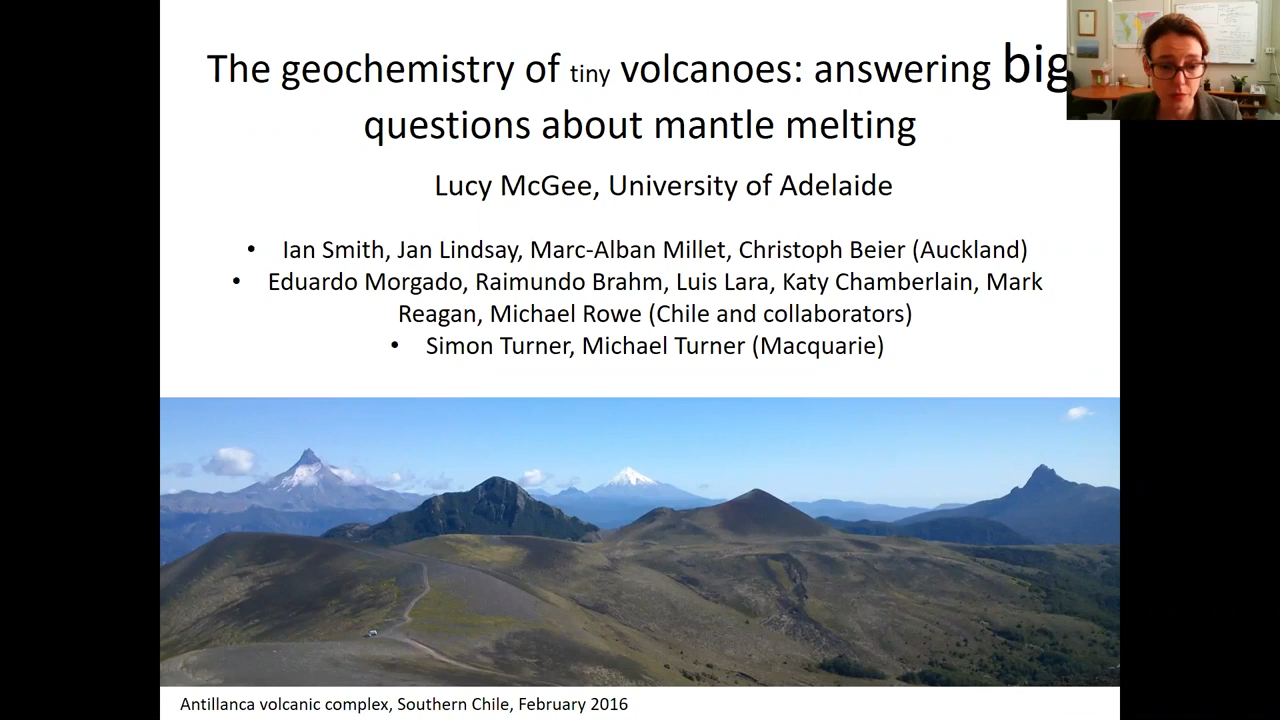 The geochemistry of tiny volcanoes: answering big
questions about mantle melting
Lucy McGee, University of Adelaide
• Ian Smith, Jan Lindsay, Marc-Alban Millet, Christoph Beier (Auckland)
• Eduardo Morgado, Raimundo Brahm, Luis Lara, Katy Chamberlain, Mark
Reagan, Michael Rowe (Chile and collaborators)
• Simon Turner, Michael Turner (Macquarie)
Antillanca volcanic complex, Southern Chile, February 2016